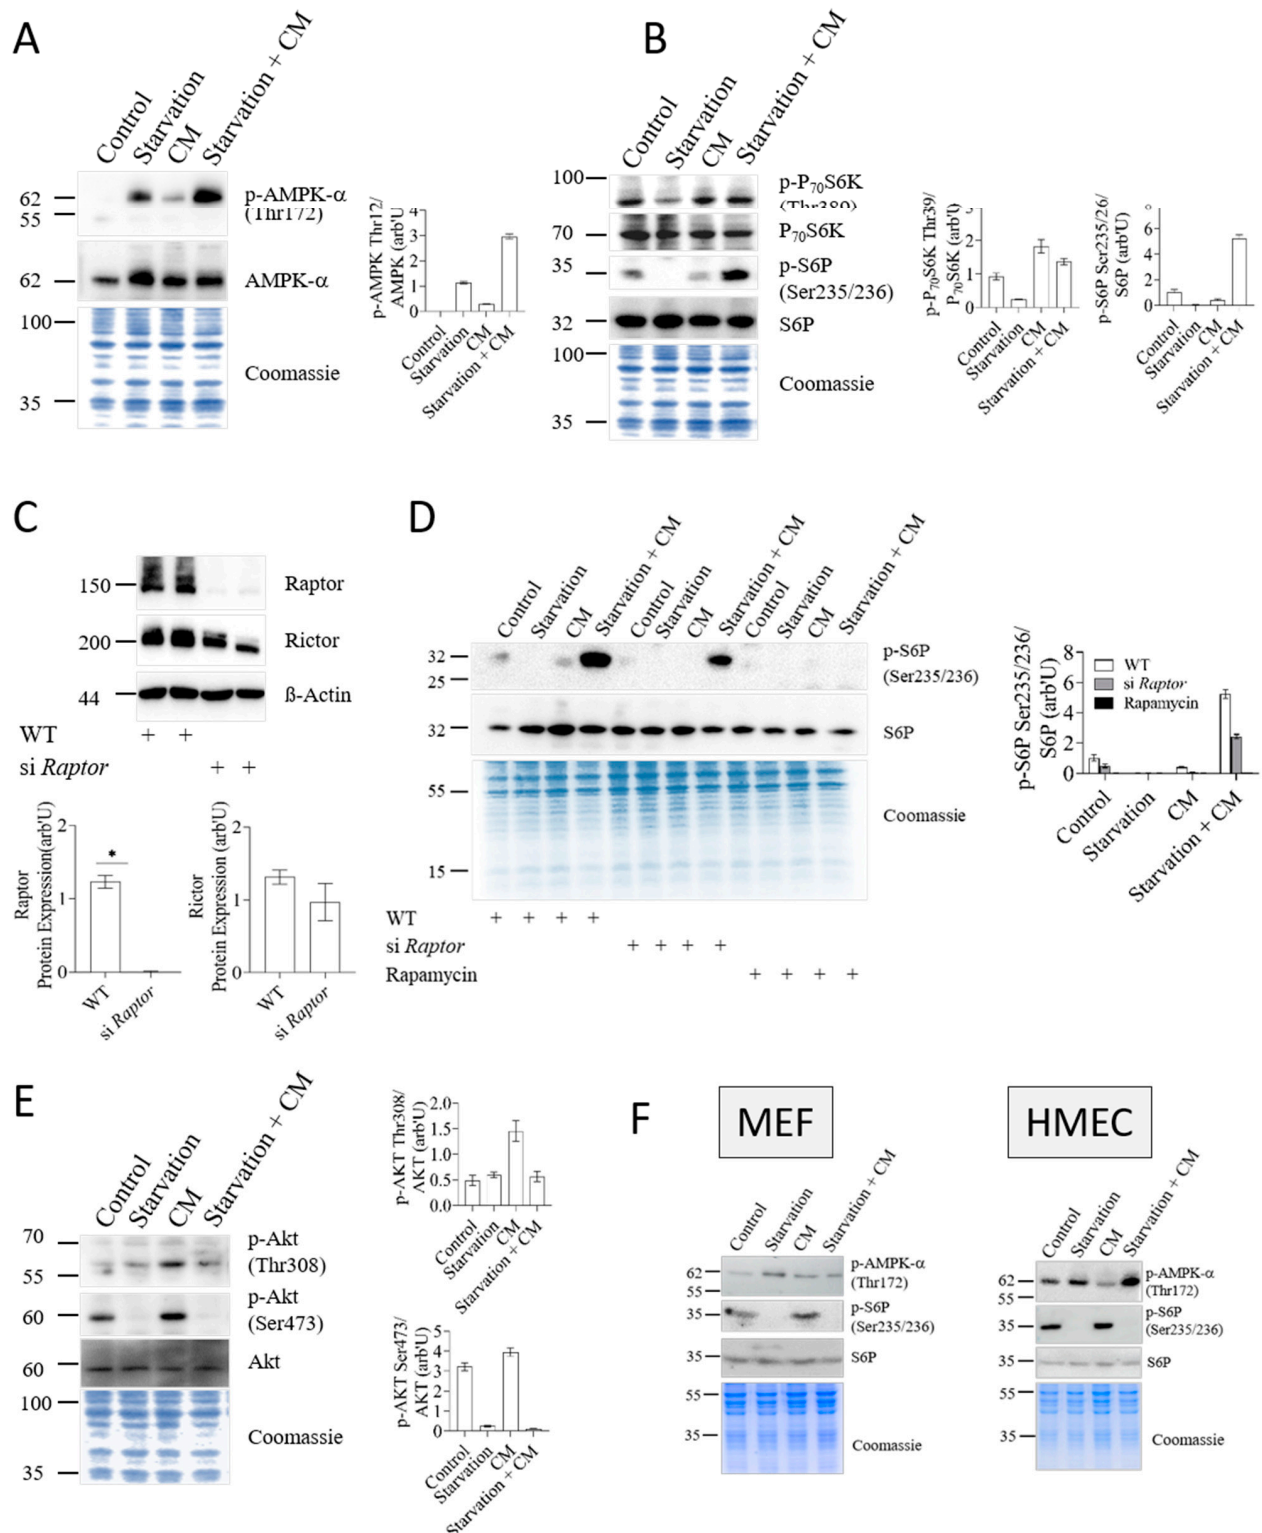 A
Control
Starvation
CM
Starvation + CM
62
55
p-AMPK-α
(Thr172)
62
AMPK-α
100
35
Coomassie
p-AMPK Thr12/
AMPK (arb'U)
4
3
2
1
0
Control
Starvation
CM
Starvation + CM
B
Control
Starvation
CM
Starvation + CM
100
p-P70S6K
(Thr389)
70
P70S6K
35
p-S6P
(Ser235/236)
32
S6P
100
35
Coomassie
p-P70S6K Thr39/
P70S6K (arb'U)
2
1
0
Control
Starvation
CM
Starvation + CM
p-S6P Ser235/26/
S6P (arb'U)
6
4
2
0
Control
Starvation
CM
Starvation + CM
C
150
Raptor
200
Rictor
44
ß-Actin
WT + +
si Raptor + +
Raptor
Protein Expression(arb'U)
2
1
0
*
WT
si Raptor
Rictor
Protein Expression (arb'U)
2
1
0
WT
si Raptor
D
Control
Starvation
CM
Starvation + CM
Control
Starvation
CM
Starvation + CM
Control
Starvation
CM
Starvation + CM
32
25
p-S6P
(Ser235/236)
32
S6P
55
15
Coomassie
WT + + + +
si Raptor + + + +
Rapamycin + + + +
p-S6P Ser235/236/
S6P (arb'U)
8
6
4
2
0
WT
si Raptor
Rapamycin
Control
Starvation
CM
Starvation + CM
E
Control
Starvation
CM
Starvation + CM
70
55
p-Akt
(Thr308)
60
p-Akt
(Ser473)
60
Akt
100
35
Coomassie
p-AKT Thr308/
AKT (arb'U)
2.0
1.5
1.0
0.5
0.0
Control
Starvation
CM
Starvation + CM
p-AKT Ser473/
AKT (arb'U)
5
4
3
2
1
0
Control
Starvation
CM
Starvation + CM
F
MEF
Control
Starvation
CM
Starvation + CM
62
55
p-AMPK-α
(Thr172)
35
p-S6P
(Ser235/236)
35
S6P
55
35
Coomassie
HMEC
Control
Starvation
CM
Starvation + CM
62
55
p-AMPK-α
(Thr172)
35
p-S6P
(Ser235/236)
35
S6P
55
35
Coomassie